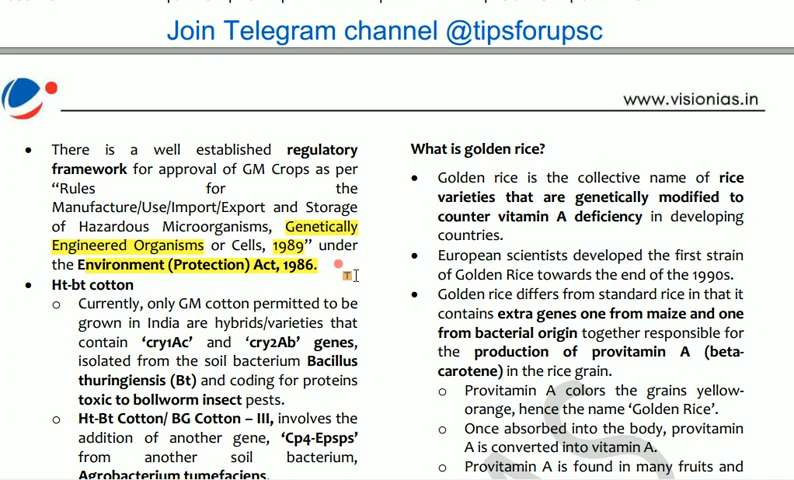 Join Telegram channel @tipsforupsc
www.visionias.in
• There is a well established regulatory
framework for approval of GM Crops as per
“Rules for the
Manufacture/Use/Import/Export and Storage
of Hazardous Microorganisms, Genetically
Engineered Organisms or Cells, 1989” under
the Environment (Protection) Act, 1986.
• Ht-bt cotton
o Currently, only GM cotton permitted to be
grown in India are hybrids/varieties that
contain ‘cry1Ac’ and ‘cry2Ab’ genes,
isolated from the soil bacterium Bacillus
thuringiensis (Bt) and coding for proteins
toxic to bollworm insect pests.
o Ht-Bt Cotton/ BG Cotton – III, involves the
addition of another gene, ‘Cp4-Epsps’
from another soil bacterium,
Agrobacterium tumefaciens.
What is golden rice?
• Golden rice is the collective name of rice
varieties that are genetically modified to
counter vitamin A deficiency in developing
countries.
• European scientists developed the first strain
of Golden Rice towards the end of the 1990s.
• Golden rice differs from standard rice in that it
contains extra genes one from maize and one
from bacterial origin together responsible for
the production of provitamin A (beta-
carotene) in the rice grain.
o Provitamin A colors the grains yellow-
orange, hence the name ‘Golden Rice’.
o Once absorbed into the body, provitamin
A is converted into vitamin A.
o Provitamin A is found in many fruits and